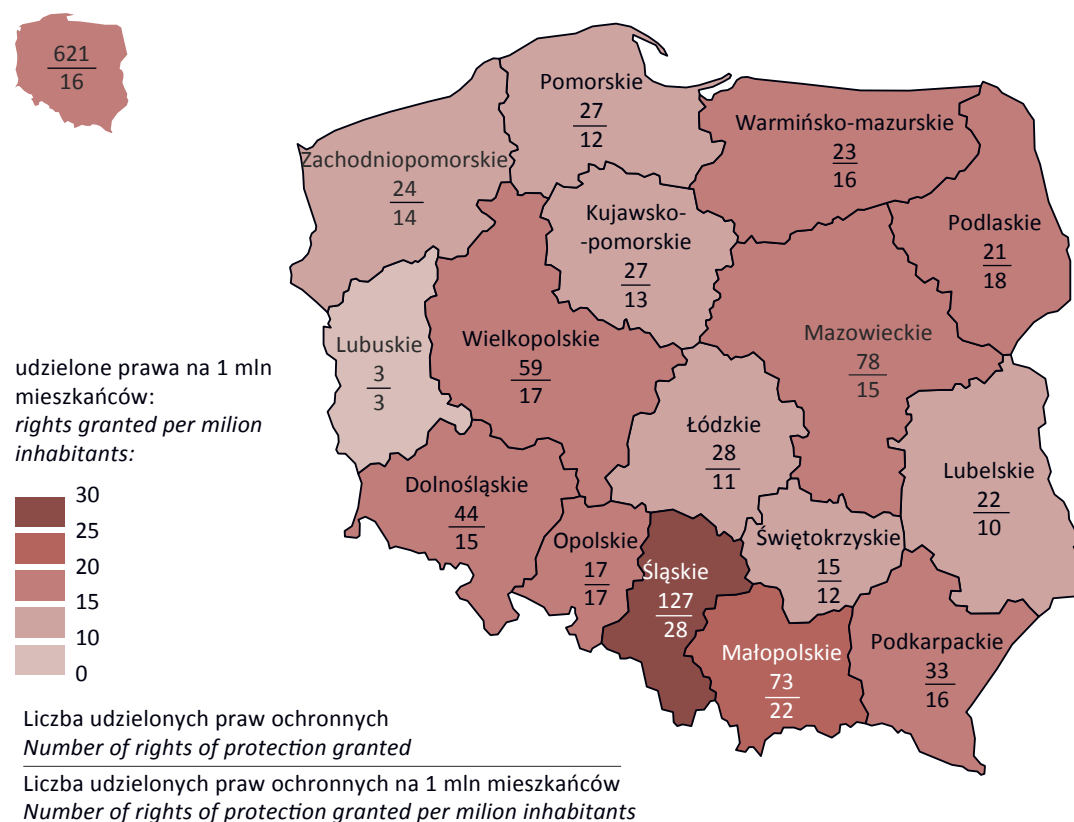 621
16
Pomorskie
27
12
Warmińsko-mazurskie
23
16
Zachodniopomorskie
24
14
Kujawsko-
-pomorskie
27
13
Podlaskie
21
18
Lubuskie
3
3
Wielkopolskie
59
17
Mazowieckie
78
15
Łódzkie
28
11
Lubelskie
22
10
Dolnośląskie
44
15
Opolskie
17
17
Śląskie
127
28
Świętokrzyskie
15
12
Małopolskie
73
22
Podkarpackie
33
16
udzielone prawa na 1 mln
mieszkańców:
rights granted per milion
inhabitants:
30
25
20
15
10
0
Liczba udzielonych praw ochronnych
Number of rights of protection granted
Liczba udzielonych praw ochronnych na 1 mln mieszkańców
Number of rights of protection granted per milion inhabitants